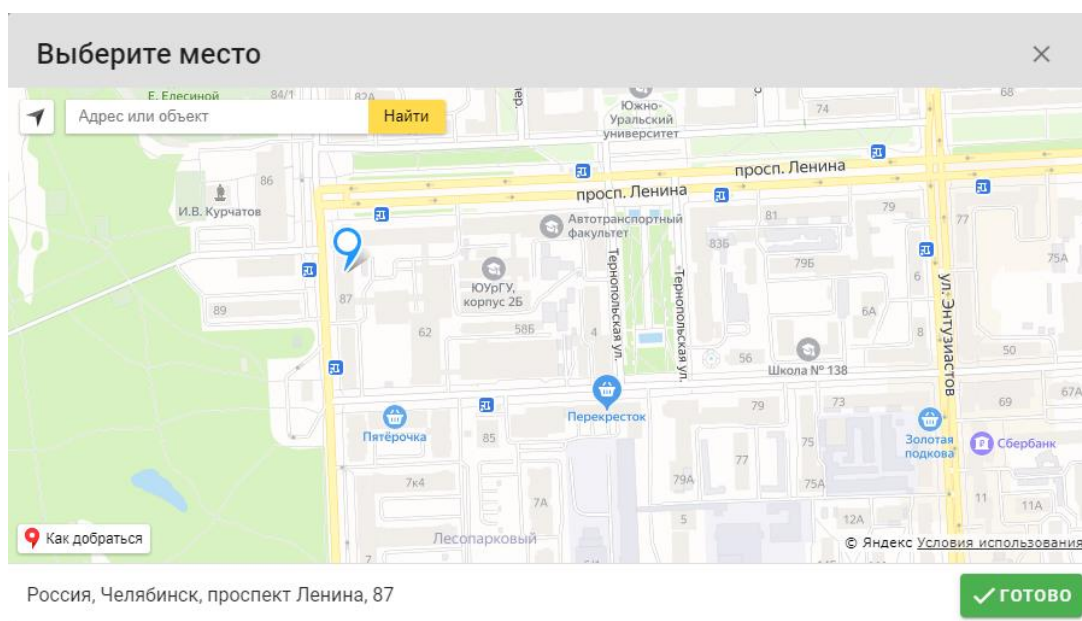 Выберите место
Е. Елесиной
84/1
82А
Адрес или объект
Найти
Южно-
Уральский
университет
74
68
просп. Ленина
просп. Ленина
86
И.В. Курчатов
Автотранспортный
факультет
81
79
77
83Б
79Б
75А
6
ЮУрГУ,
корпус 2Б
87
89
62
58Б
4
Тернопольская ул.
Тернопольская ул.
6А
8
ул. Энтузиастов
56
Школа № 138
50
67А
Перекресток
79
73
69
Пятёрочка
85
75
Золотая
подкова
Сбербанк
77
7к4
79А
75А
7А
11
11А
5
12А
Как добраться
Лесопарковый
7
© Яндекс Условия использования
Россия, Челябинск, проспект Ленина, 87
ГОТОВО